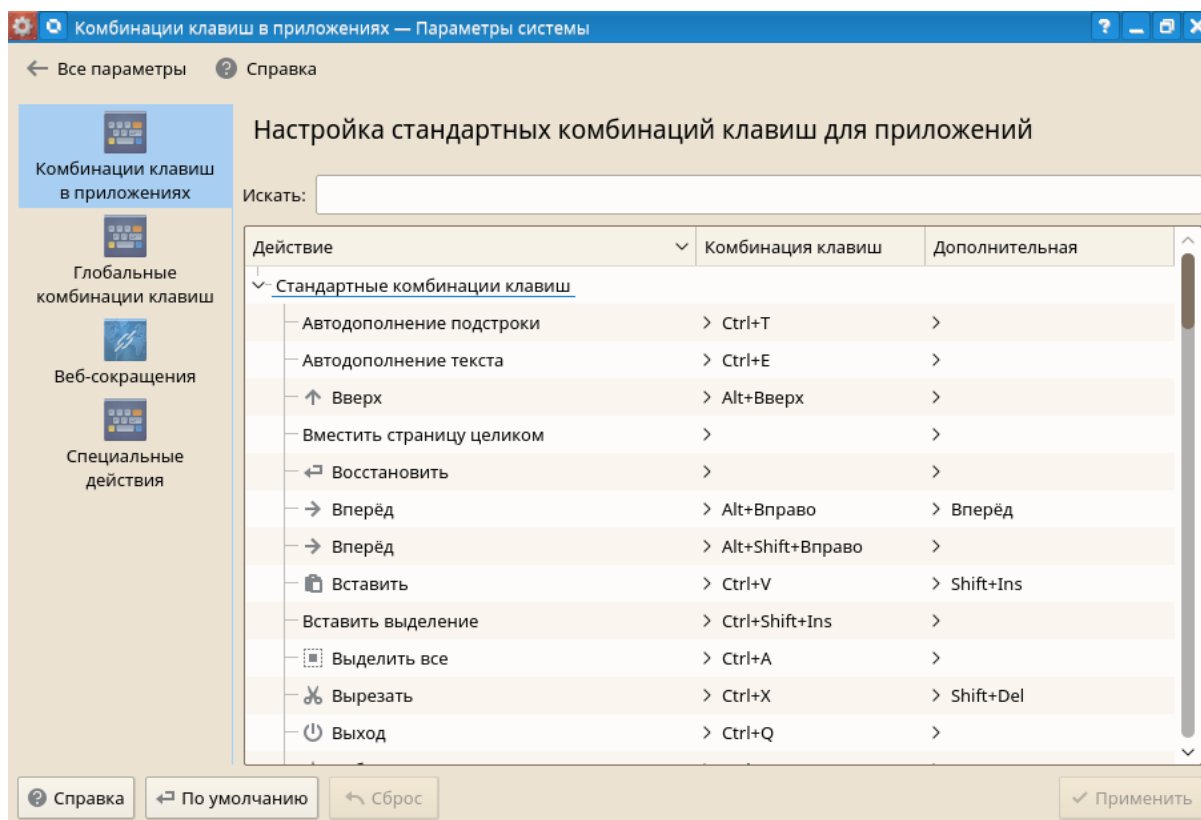 Комбинации клавиш в приложениях — Параметры системы
Все параметры Справка
Комбинации клавиш
в приложениях
Глобальные
комбинации клавиш
Веб-сокращения
Специальные
действия
Настройка стандартных комбинаций клавиш для приложений
Искать:
Действие Комбинация клавиш Дополнительная
Стандартные комбинации клавиш
Автодополнение подстроки Ctrl+T
Автодополнение текста Ctrl+E
Вверх Alt+Вверх
Вместить страницу целиком
Восстановить
Вперёд Alt+Вправо Вперёд
Вперёд Alt+Shift+Вправо
Вставить Ctrl+V Shift+Ins
Вставить выделение Ctrl+Shift+Ins
Выделить все Ctrl+A
Вырезать Ctrl+X Shift+Del
Выход Ctrl+Q
Справка По умолчанию Сброс Применить